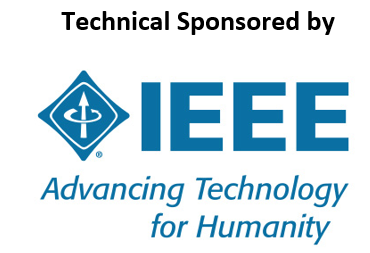 Technical Sponsored by
IEEE
®
Advancing Technology
for Humanity